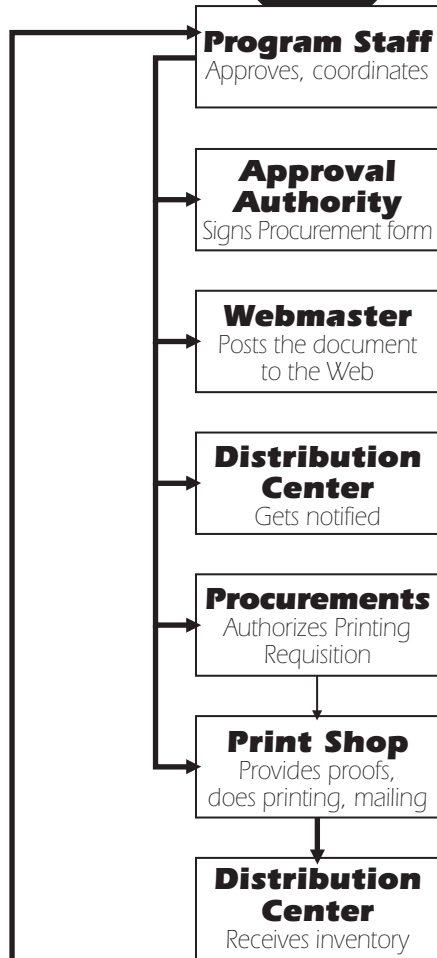 Program Staff
Approves, coordinates
Approval
Authority
Signs Procurement form
Webmaster
Posts the document
to the Web
Distribution
Center
Gets notified
Procurements
Authorizes Printing
Requisition
Print Shop
Provides proofs,
does printing, mailing
Distribution
Center
Receives inventory